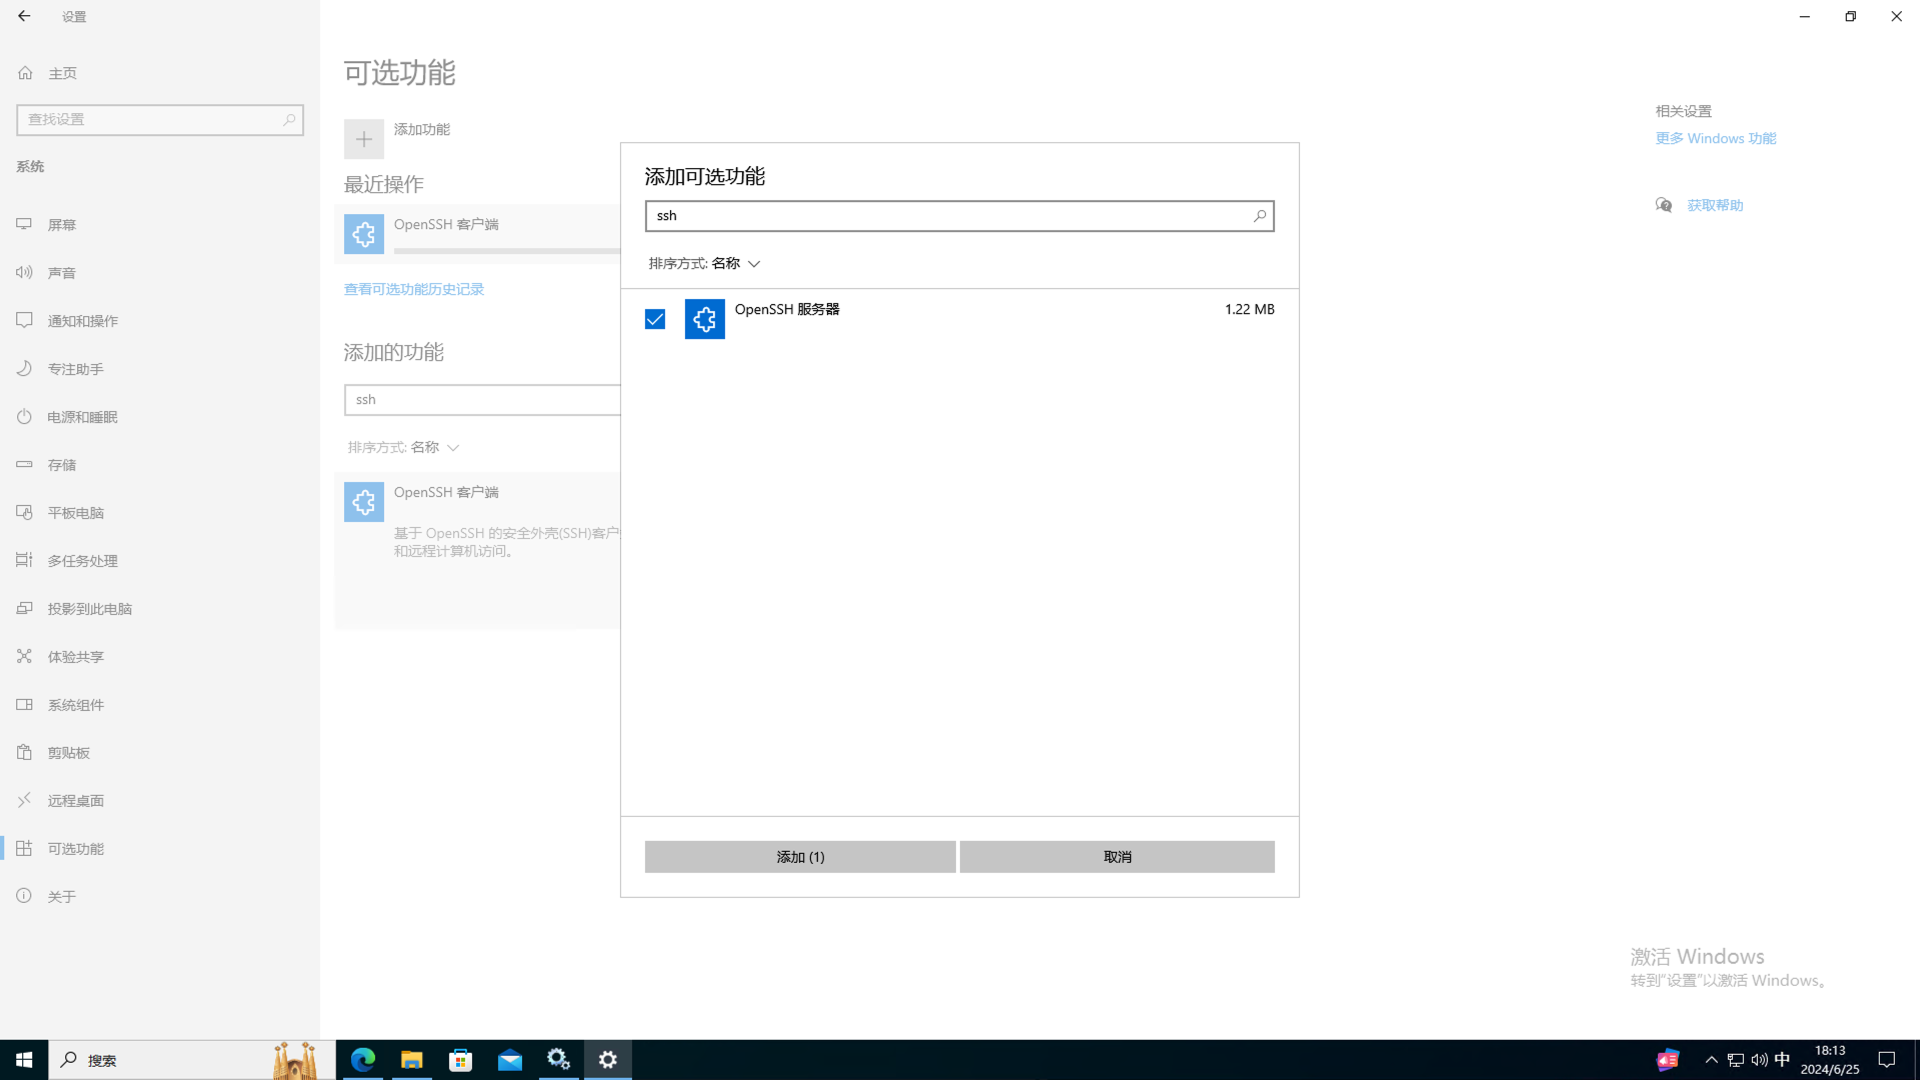 设置
主页
查找设置
系统
屏幕
声音
通知和操作
专注助手
电源和睡眠
存储
平板电脑
多任务处理
投影到此电脑
体验共享
系统组件
剪贴板
远程桌面
可选功能
关于
可选功能
添加功能
最近操作
OpenSSH 客户端
查看可选功能历史记录
添加的功能
ssh
排序方式: 名称
OpenSSH 客户端
基于 OpenSSH 的安全外壳(SSH)客户
和远程计算机访问。
添加可选功能
ssh
排序方式: 名称
OpenSSH 服务器
1.22 MB
添加 (1)
取消
相关设置
更多 Windows 功能
获取帮助
激活 Windows
转到"设置"以激活 Windows。
搜索
中
18:13
2024/6/25